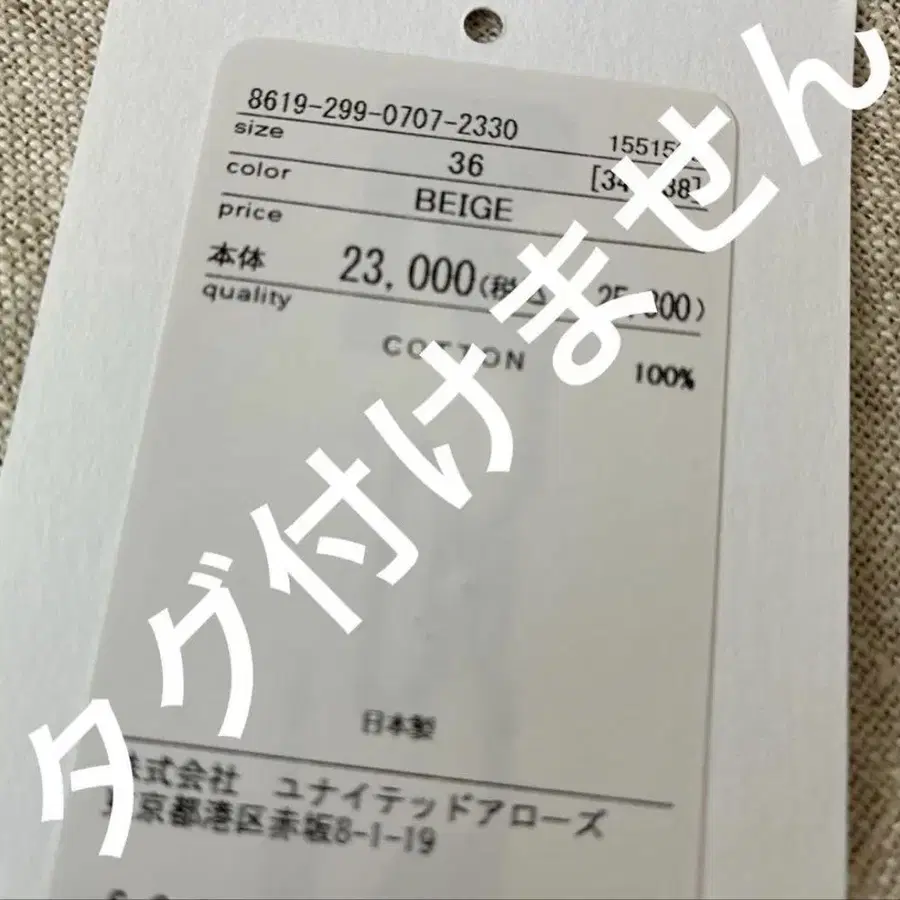 8619-299-0707-2330
size 36
color BEIGE
price
本体 23,000(税
quality
COTTON 100%
日本製
株式会社 ユナイテッドアローズ
東京都港区赤坂8-1-19
タグ付けません